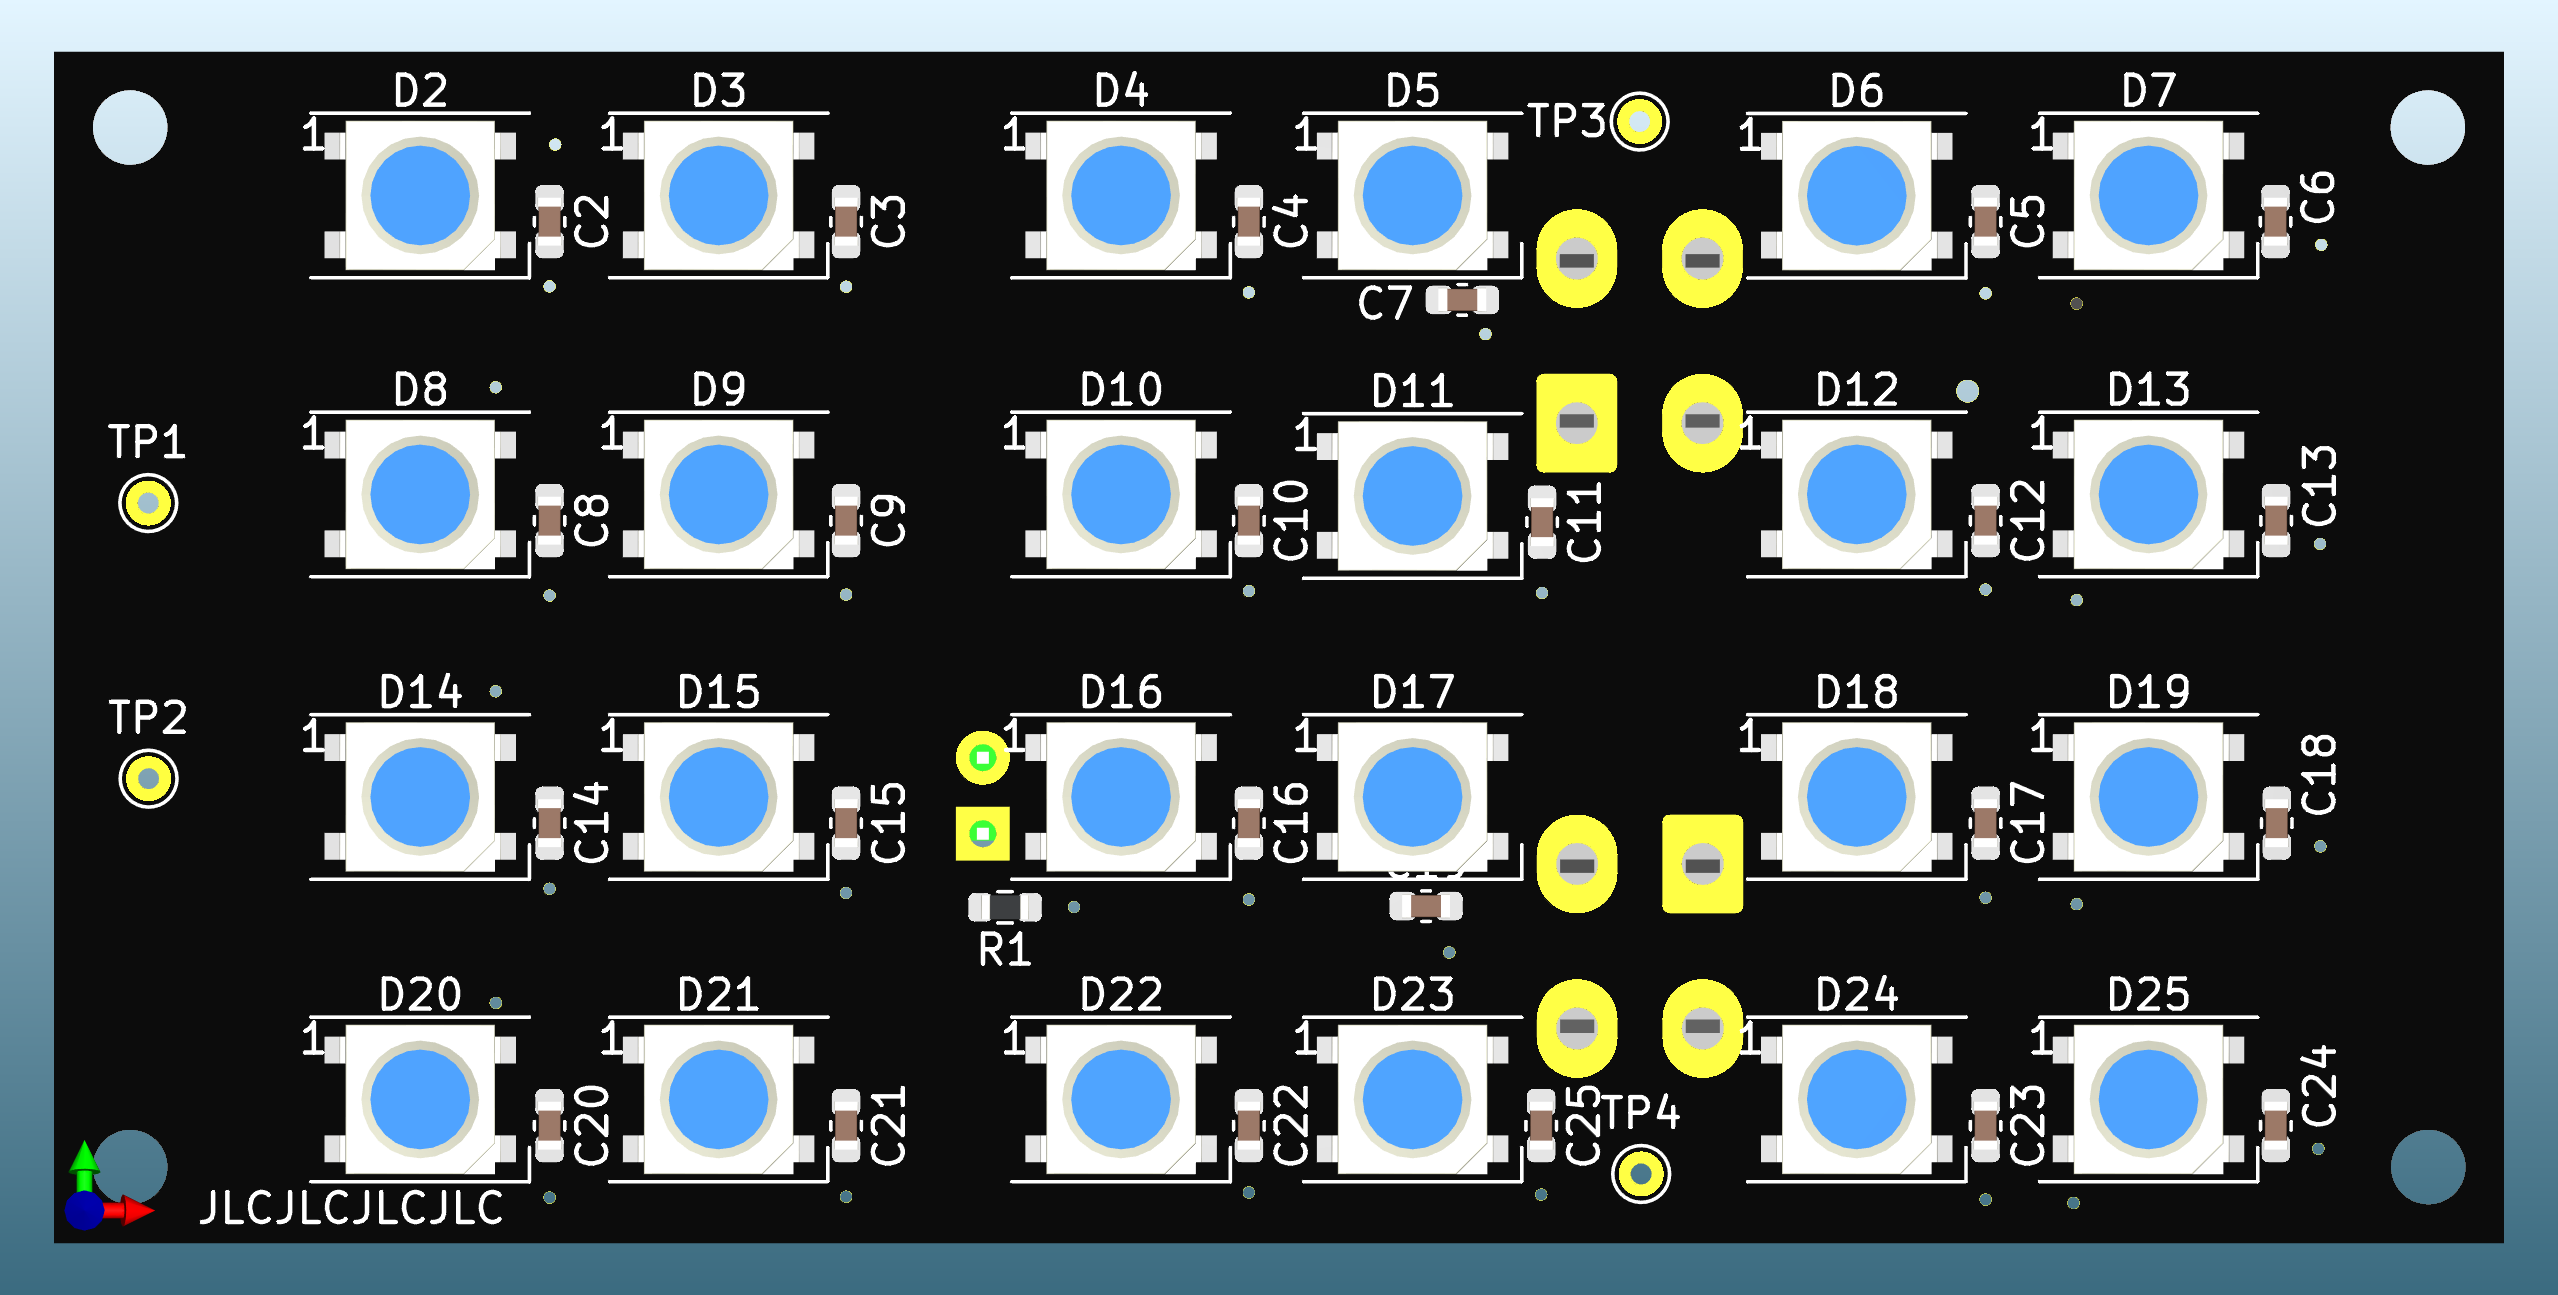 D2 D3 D4 D5 TP3 D6 D7
1 1 1 1 1 1
C2 C3 C4 C5 C6
C7
D8 D9 D10 D11 D12 D13
TP1 1 1 1 1 1 1
C8 C9 C10 C11 C12 C13
D14 D15 D16 D17 D18 D19
TP2 1 1 1 1 1 1
C14 C15 C16 C17 C18
R1
D20 D21 D22 D23 D24 D25
1 1 1 1 1 1
C20 C21 C22 C25 TP4 C23 C24
JLCJLCJLCJLC